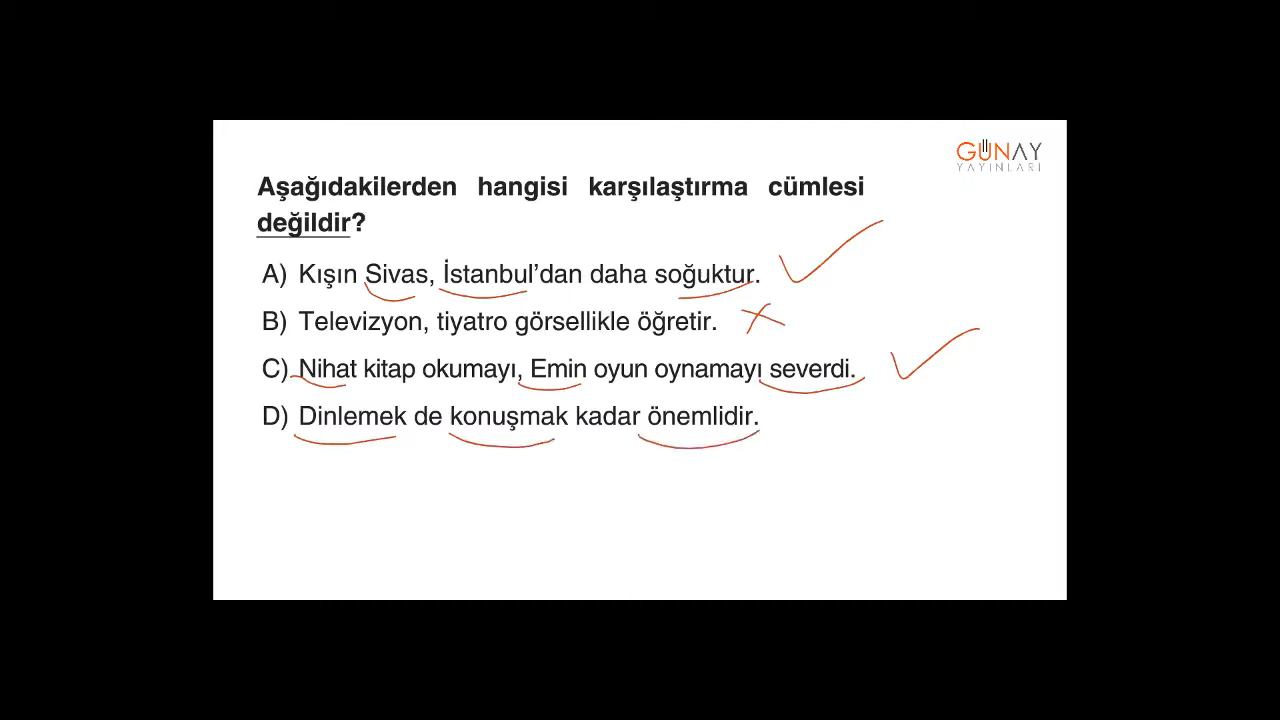 GÜNAY
YAYINLARI
Aşağıdakilerden hangisi karşılaştırma cümlesi
değildir?
A) Kışın Sivas, İstanbul'dan daha soğuktur.
B) Televizyon, tiyatro görsellikle öğretir.
C) Nihat kitap okumayı, Emin oyun oynamayı severdi.
D) Dinlemek de konuşmak kadar önemlidir.